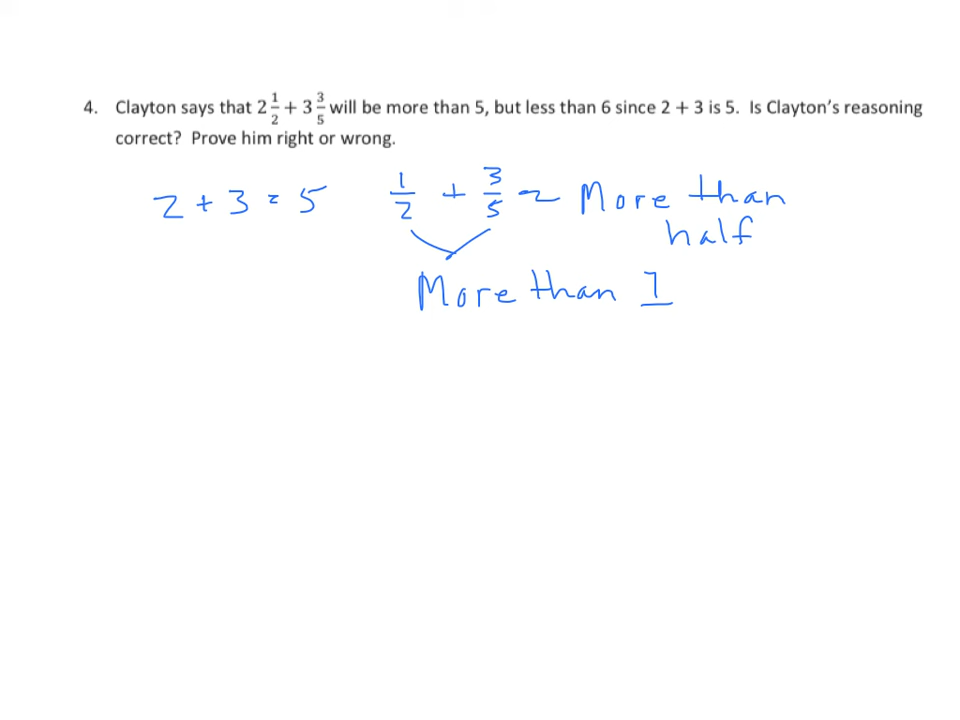 4. Clayton says that 2 1/2 + 3 3/5 will be more than 5, but less than 6 since 2 + 3 is 5. Is Clayton's reasoning
correct? Prove him right or wrong.
2 + 3 = 5 1/2 + 3/5 ~ More than
half
More than 1